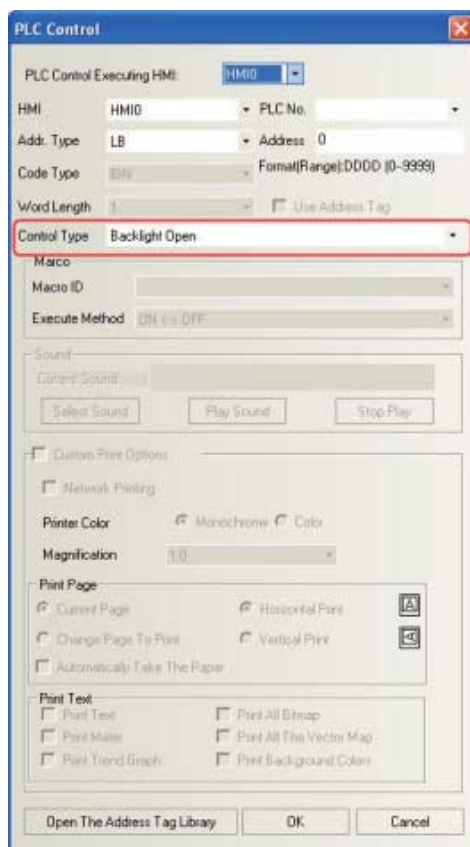 PLC Control
PLC Control Executing HMI: HMI0
HMI HMI0 PLC No.
Addr. Type LB Address 0
Code Type BIN Format(Range):DDDD (0~9999)
Word Length 1 Use Address Tag
Control Type Backlight Open
Marco
Macro ID
Execute Method ON <-> OFF
Sound
Current Sound
Select Sound Play Sound Stop Play
Custom Print Options
Network Printing
Printer Color Monochrome Color
Magnification 1.0
Print Page
Current Page Horizontal Print A
Change Page To Print Vertical Print A
Automatically Take The Paper
Print Text
Print Text Print All Bitmap
Print Meter Print All The Vector Map
Print Trend Graph Print Background Colors
Open The Address Tag Library OK Cancel